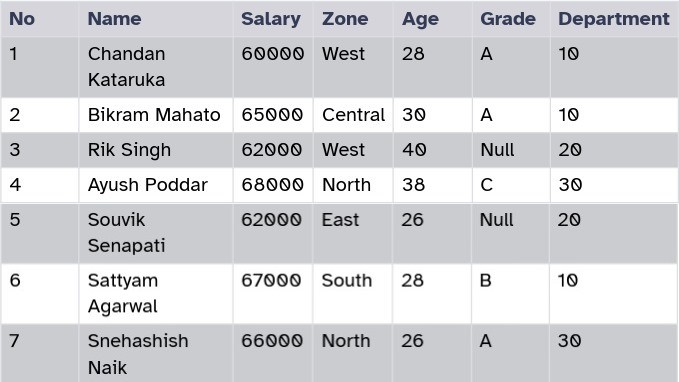 No Name Salary Zone Age Grade Department
1 Chandan 60000 West 28 A 10
Kataruka
2 Bikram Mahato 65000 Central 30 A 10
3 Rik Singh 62000 West 40 Null 20
4 Ayush Poddar 68000 North 38 C 30
5 Souvik 62000 East 26 Null 20
Senapati
6 Sattyam 67000 South 28 B 10
Agarwal
7 Snehashish 66000 North 26 A 30
Naik